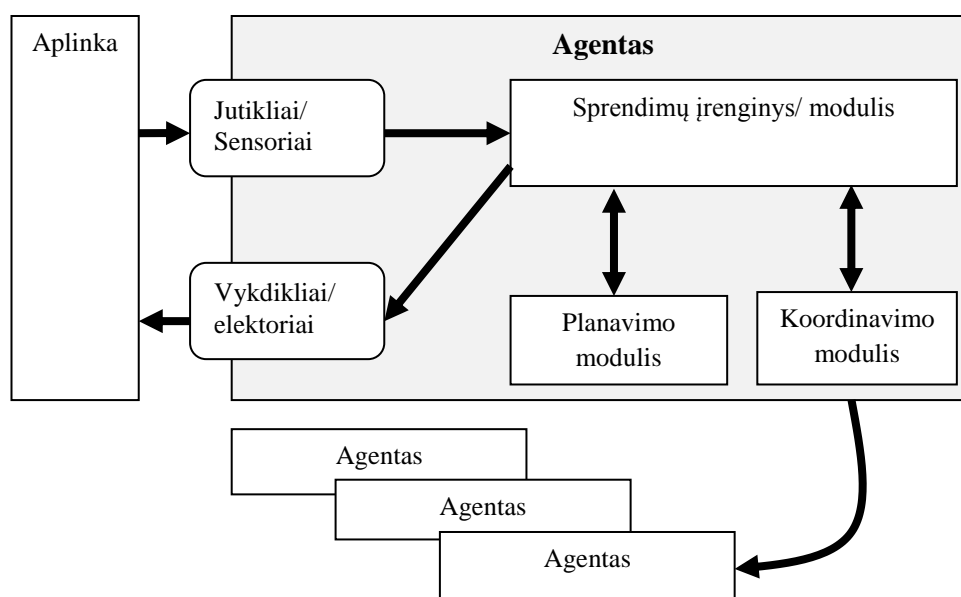 Aplinka
Agentas
Jutikliai/
Sensoriai
Sprendimų įrenginys/ modulis
Vykdikliai/
elektoriai
Planavimo
modulis
Koordinavimo
modulis
Agentas
Agentas
Agentas